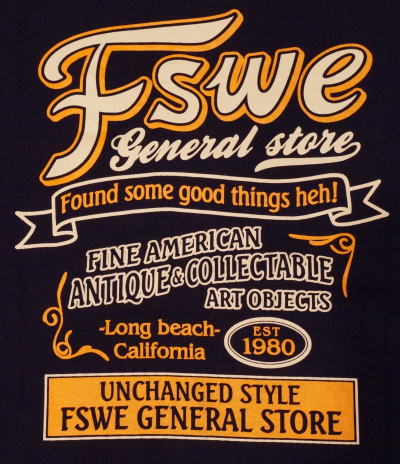 Fswe
General store
Found some good things heh!
FINE AMERICAN
ANTIQUE & COLLECTABLE
ART OBJECTS
-Long beach-
California
EST
1980
UNCHANGED STYLE
FSWE GENERAL STORE